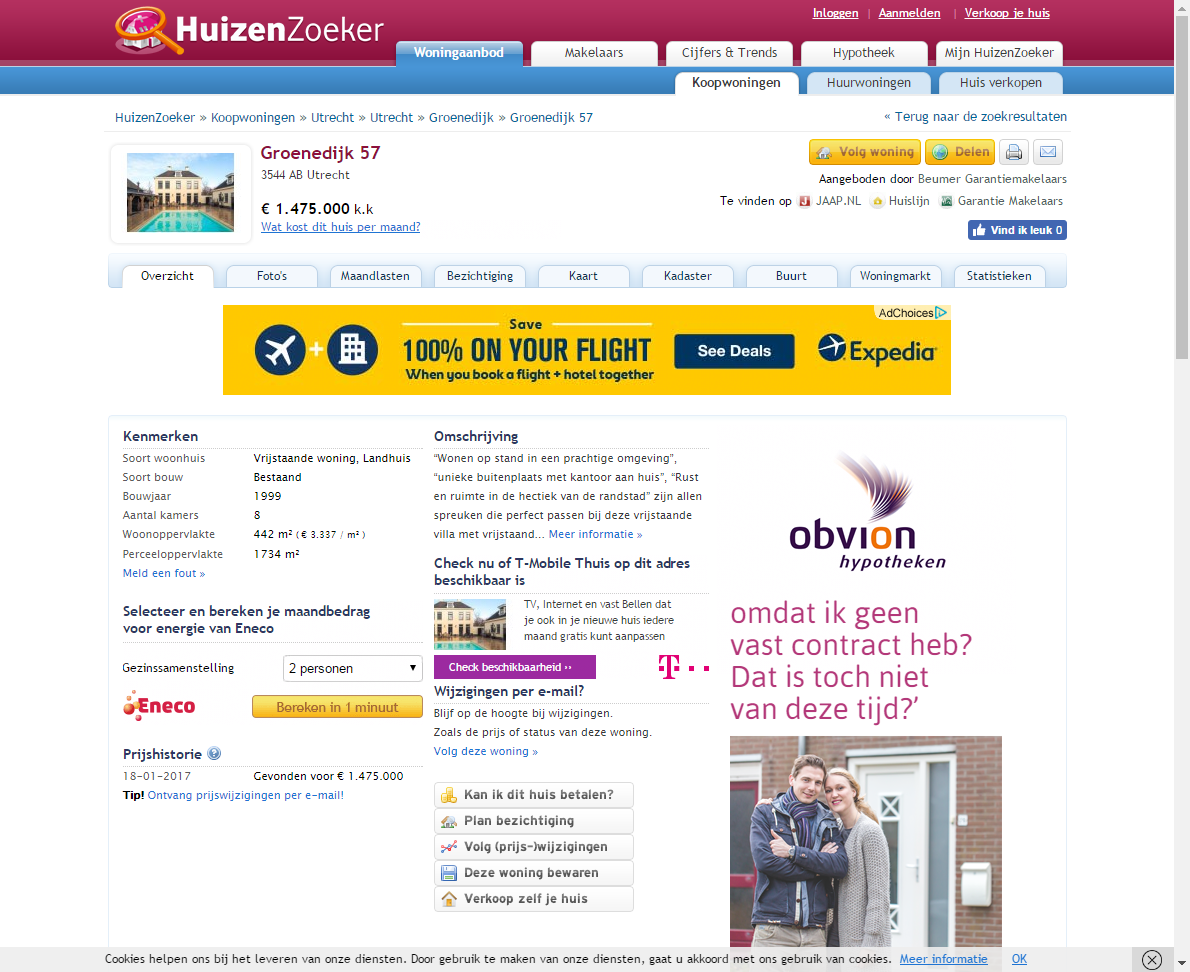 Inloggen | Aanmelden | Verkoop je huis
HuizenZoeker
Woningaanbod Makelaars Cijfers & Trends Hypotheek Mijn HuizenZoeker
Koopwoningen Huurwoningen Huis verkopen
HuizenZoeker » Koopwoningen » Utrecht » Utrecht » Groenedijk » Groenedijk 57
« Terug naar de zoekresultaten
Groenedijk 57
3544 AB Utrecht
€ 1.475.000 k.k
Wat kost dit huis per maand?
Volg woning Delen
Aangeboden door Beumer Garantiemakelaars
Te vinden op JAAP.NL Huislijn Garantie Makelaars
Vind ik leuk 0
Overzicht Foto's Maandlasten Bezichtiging Kaart Kadaster Buurt Woningmarkt Statistieken
AdChoices
Save
100% ON YOUR FLIGHT
When you book a flight + hotel together
See Deals
Expedia
Kenmerken
Soort woonhuis Vrijstaande woning, Landhuis
Soort bouw Bestaand
Bouwjaar 1999
Aantal kamers 8
Woonoppervlakte 442 m² ( € 3.337 / m² )
Perceeloppervlakte 1734 m²
Meld een fout »
Selecteer en bereken je maandbedrag
voor energie van Eneco
Gezinssamenstelling 2 personen
Eneco Bereken in 1 minuut
Prijshistorie ?
18-01-2017 Gevonden voor € 1.475.000
Tip! Ontvang prijswijzigingen per e-mail!
Omschrijving
"Wonen op stand in een prachtige omgeving",
"unieke buitenplaats met kantoor aan huis", "Rust
en ruimte in de hectiek van de randstad" zijn allen
spreuken die perfect passen bij deze vrijstaande
villa met vrijstaand... Meer informatie »
Check nu of T-Mobile Thuis op dit adres
beschikbaar is
TV, Internet en vast Bellen dat
je ook in je nieuwe huis iedere
maand gratis kunt aanpassen
Check beschikbaarheid ››
T
Wijzigingen per e-mail?
Blijf op de hoogte bij wijzigingen.
Zoals de prijs of status van deze woning.
Volg deze woning »
Kan ik dit huis betalen?
Plan bezichtiging
Volg (prijs-)wijzigingen
Deze woning bewaren
Verkoop zelf je huis
obvion
hypotheken
omdat ik geen
vast contract heb?
Dat is toch niet
van deze tijd?'
Cookies helpen ons bij het leveren van onze diensten. Door gebruik te maken van onze diensten, gaat u akkoord met ons gebruik van cookies. Meer informatie OK